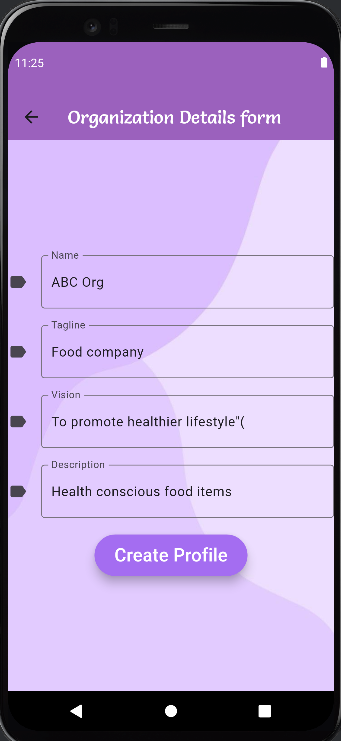 11:25
Organization Details form
Name
ABC Org
Tagline
Food company
Vision
To promote healthier lifestyle"(
Description
Health conscious food items
Create Profile